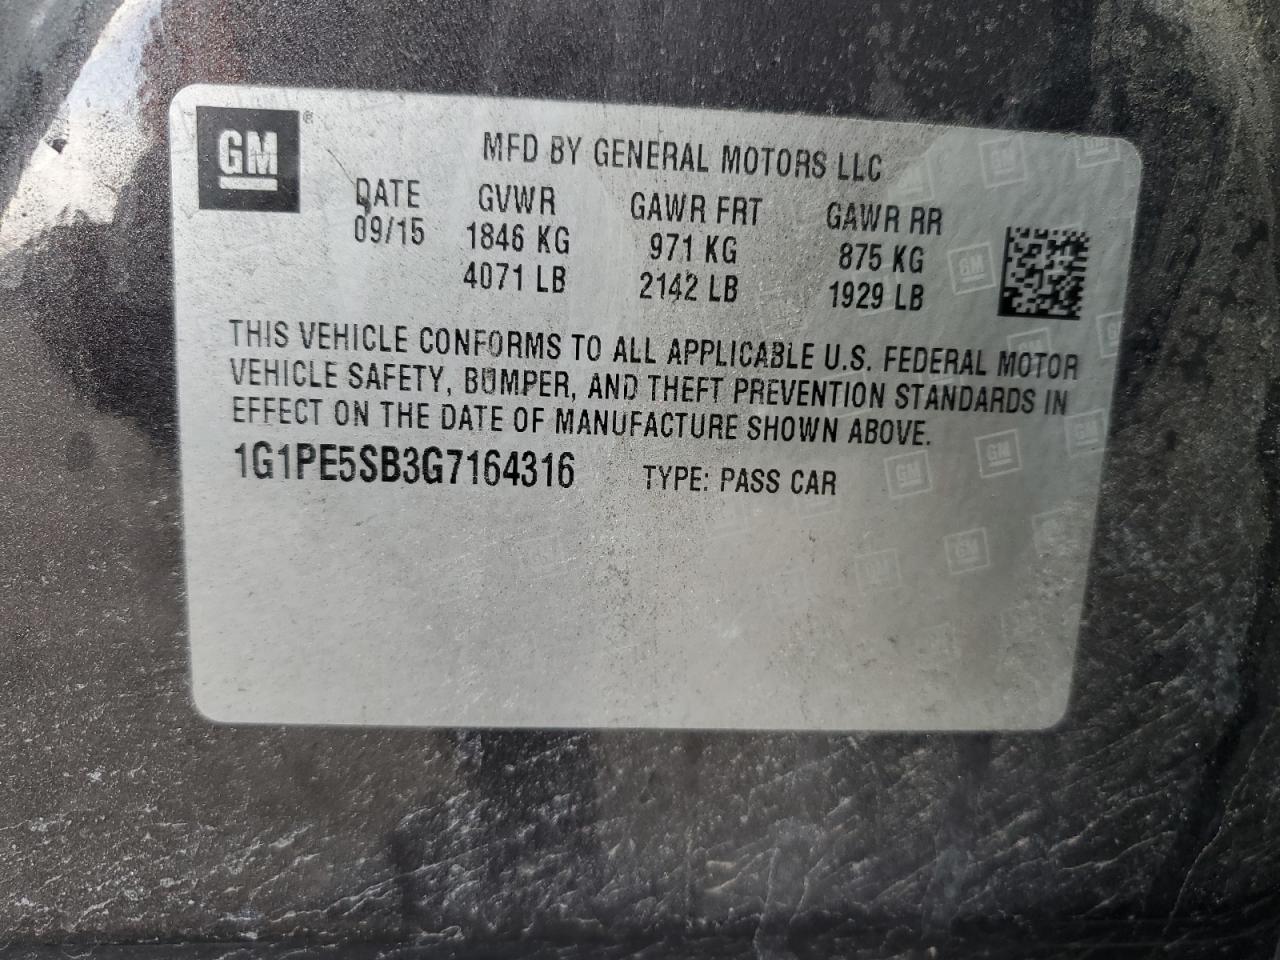 GM ®
MFD BY GENERAL MOTORS LLC
DATE GVWR GAWR FRT GAWR RR
09/15 1846 KG 971 KG 875 KG
4071 LB 2142 LB 1929 LB
THIS VEHICLE CONFORMS TO ALL APPLICABLE U.S. FEDERAL MOTOR
VEHICLE SAFETY, BUMPER, AND THEFT PREVENTION STANDARDS IN
EFFECT ON THE DATE OF MANUFACTURE SHOWN ABOVE.
1G1PE5SB3G7164316 TYPE: PASS CAR